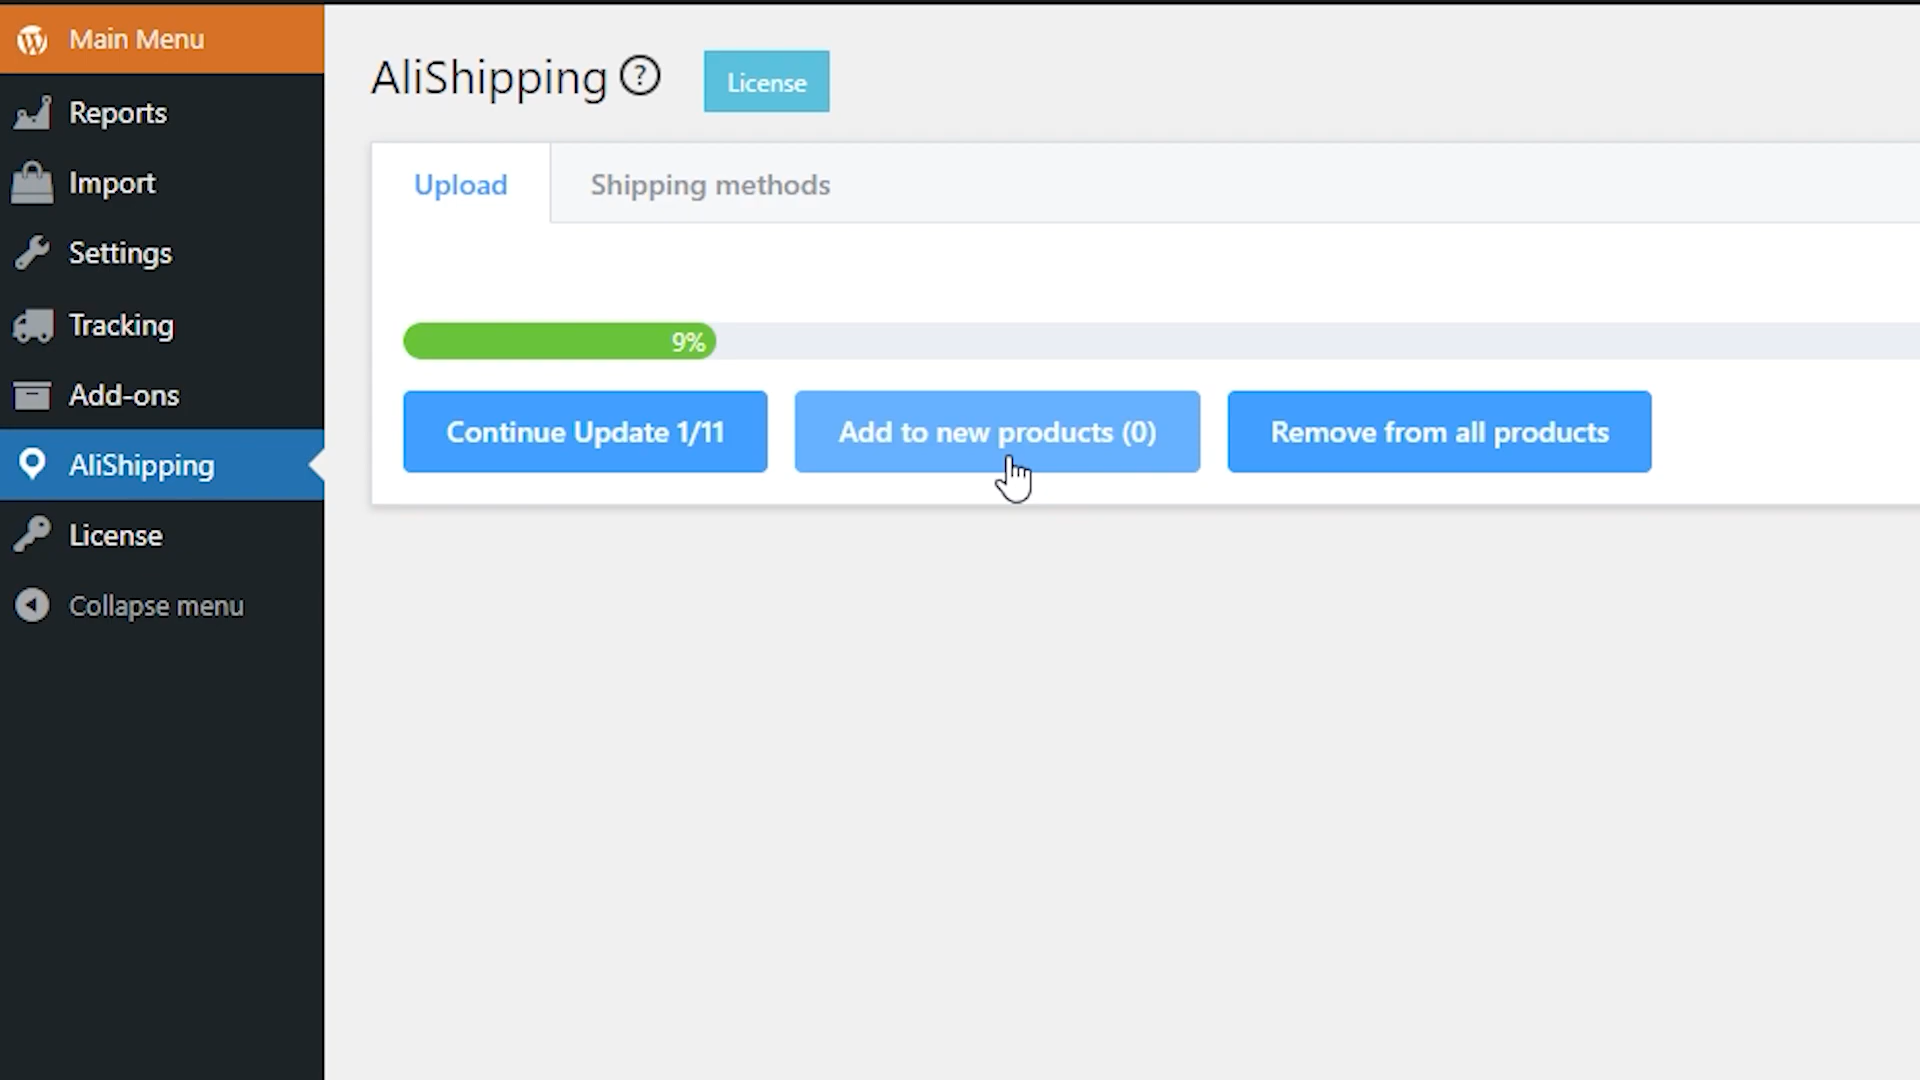 Main Menu
Reports
Import
Settings
Tracking
Add-ons
AliShipping
License
Collapse menu
AliShipping ?
License
Upload
Shipping methods
9%
Continue Update 1/11
Add to new products (0)
Remove from all products